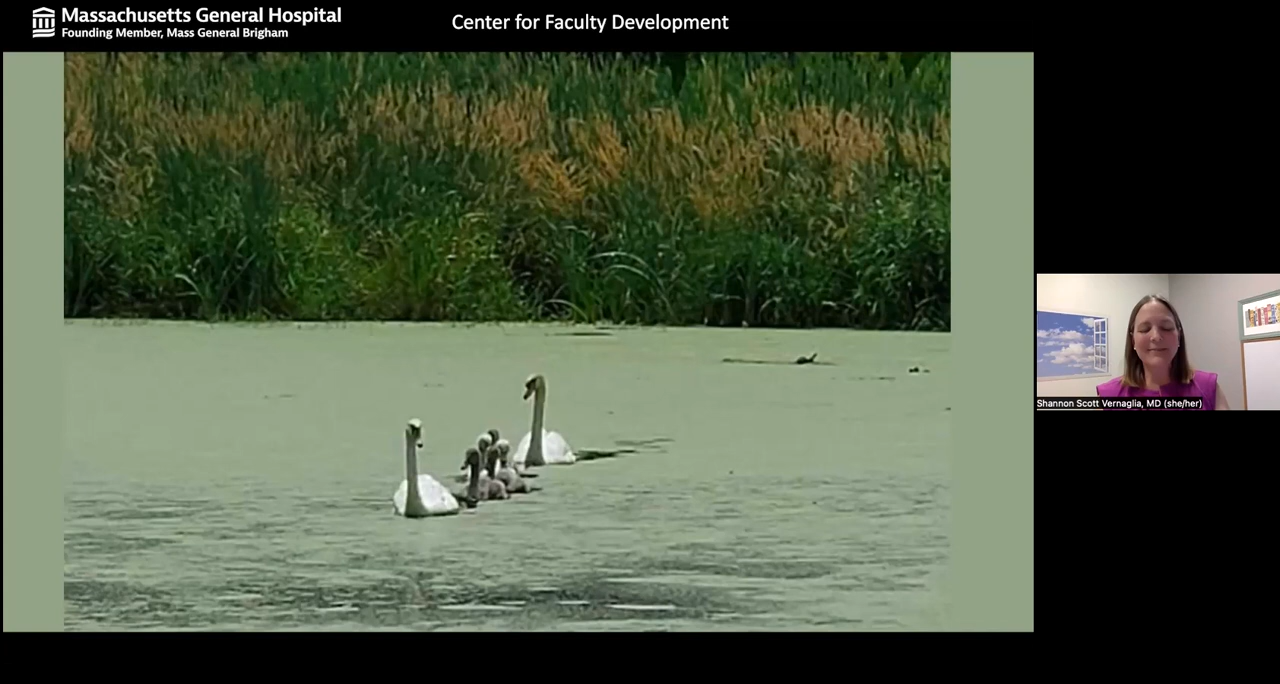 Massachusetts General Hospital
Founding Member, Mass General Brigham
Center for Faculty Development
Shannon Scott Vernaglia, MD (she/her)